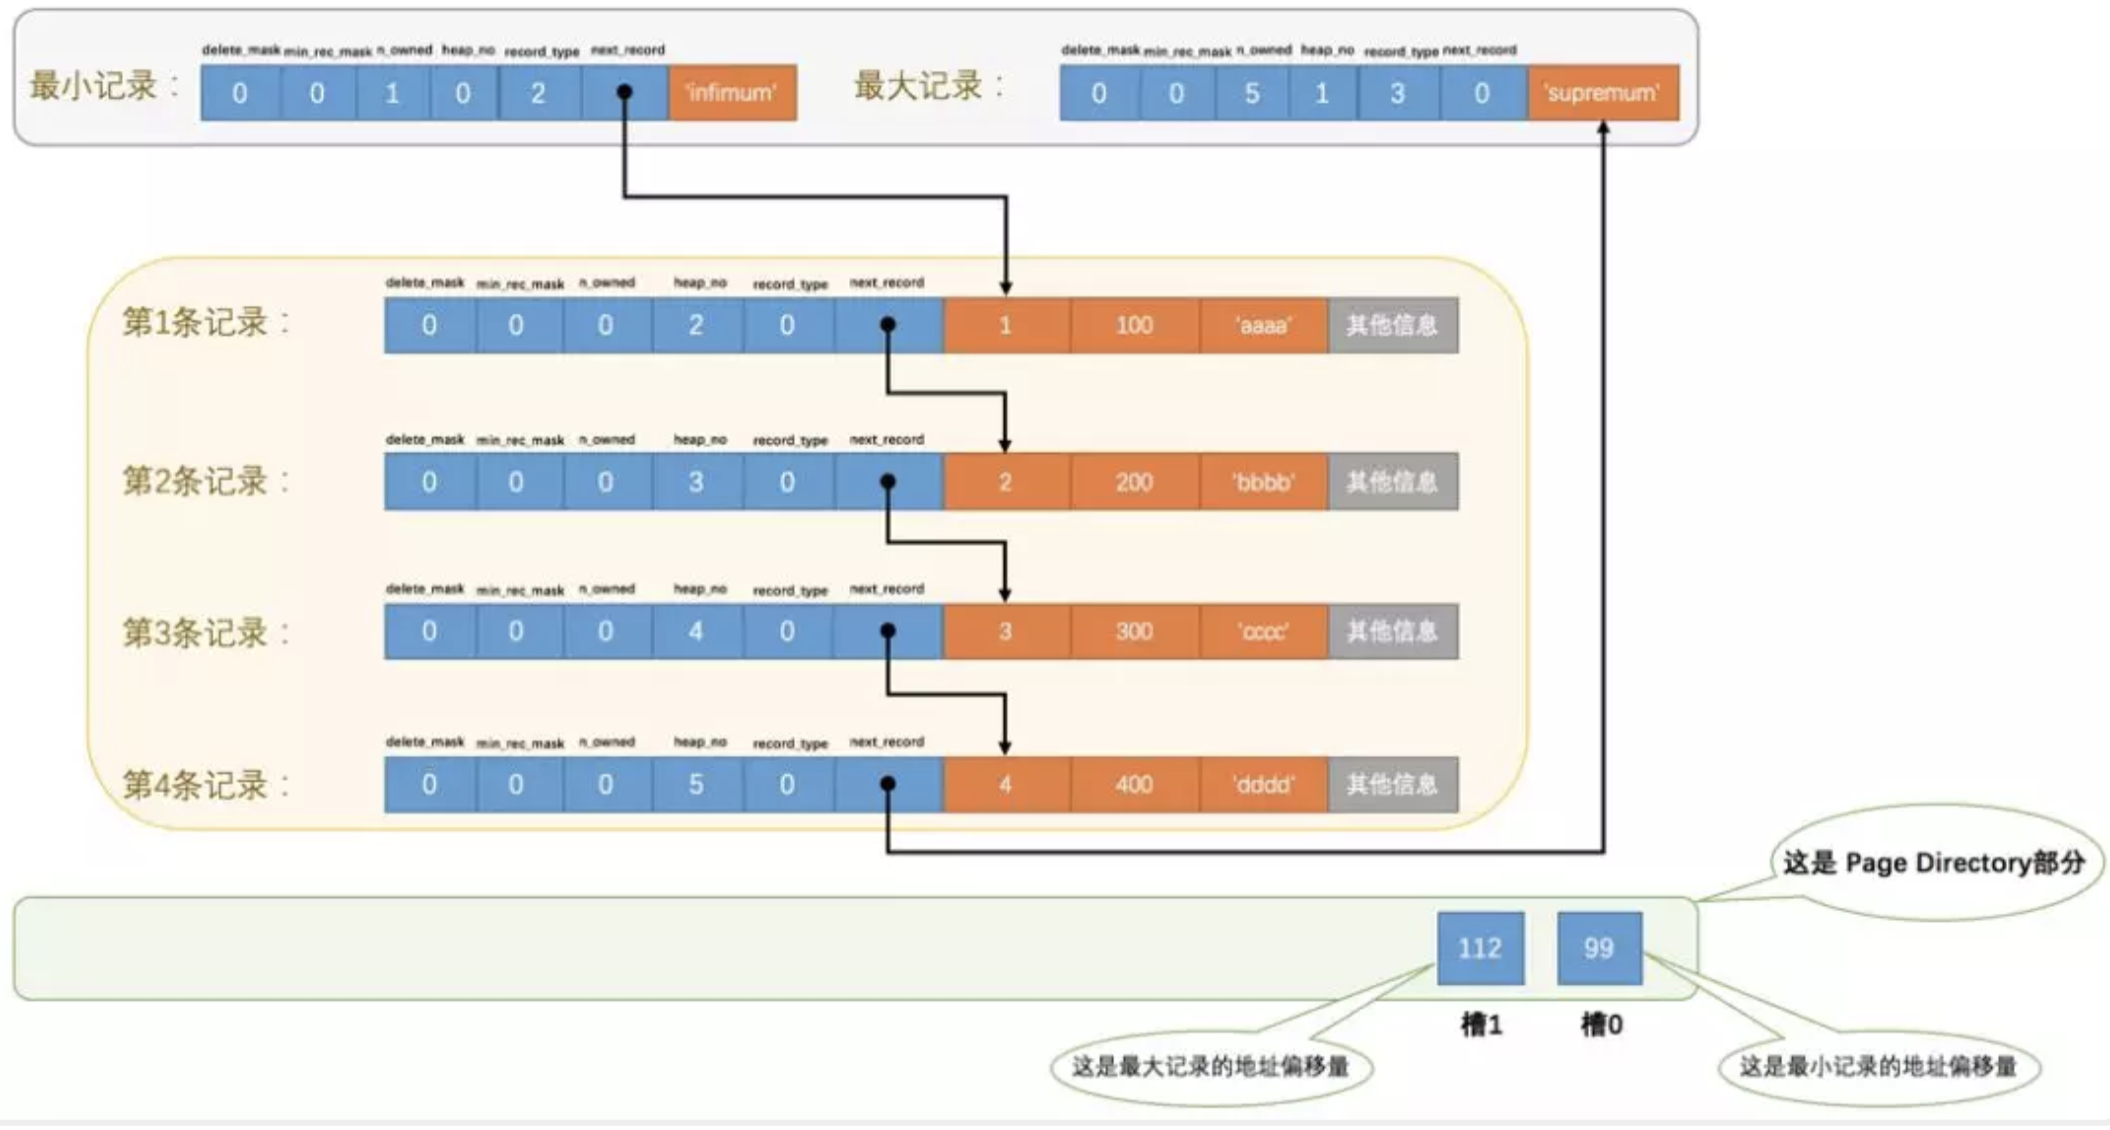 delete_mask min_rec_mask n_owned heap_no record_type next_record
最小记录： 0 0 1 0 2 'infimum'
delete_mask min_rec_mask n_owned heap_no record_type next_record
最大记录： 0 0 5 1 3 0 'supremum'
delete_mask min_rec_mask n_owned heap_no record_type next_record
第1条记录： 0 0 0 2 0 1 100 'aaaa' 其他信息
delete_mask min_rec_mask n_owned heap_no record_type next_record
第2条记录： 0 0 0 3 0 2 200 'bbbb' 其他信息
delete_mask min_rec_mask n_owned heap_no record_type next_record
第3条记录： 0 0 0 4 0 3 300 'cccc' 其他信息
delete_mask min_rec_mask n_owned heap_no record_type next_record
第4条记录： 0 0 0 5 0 4 400 'dddd' 其他信息
这是 Page Directory部分
112 99
槽1 槽0
这是最大记录的地址偏移量
这是最小记录的地址偏移量